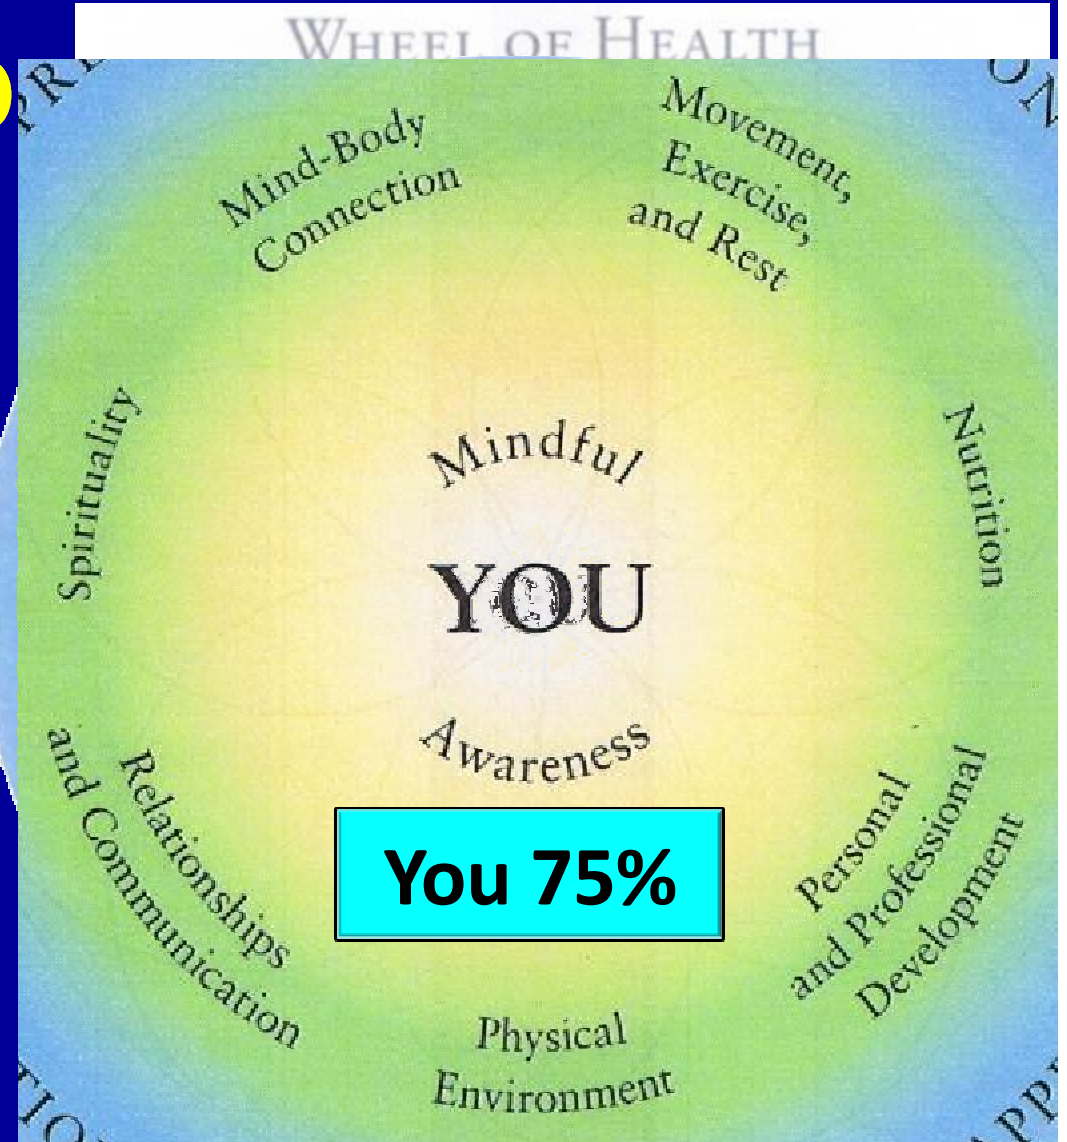 WHEEL OF HEALTH
Mind-Body
Connection
Movement,
Exercise,
and Rest
Spirituality
Nutrition
Mindful
YOU
Awareness
Relationships
and Communication
Personal
and Professional
Development
You 75%
Physical
Environment